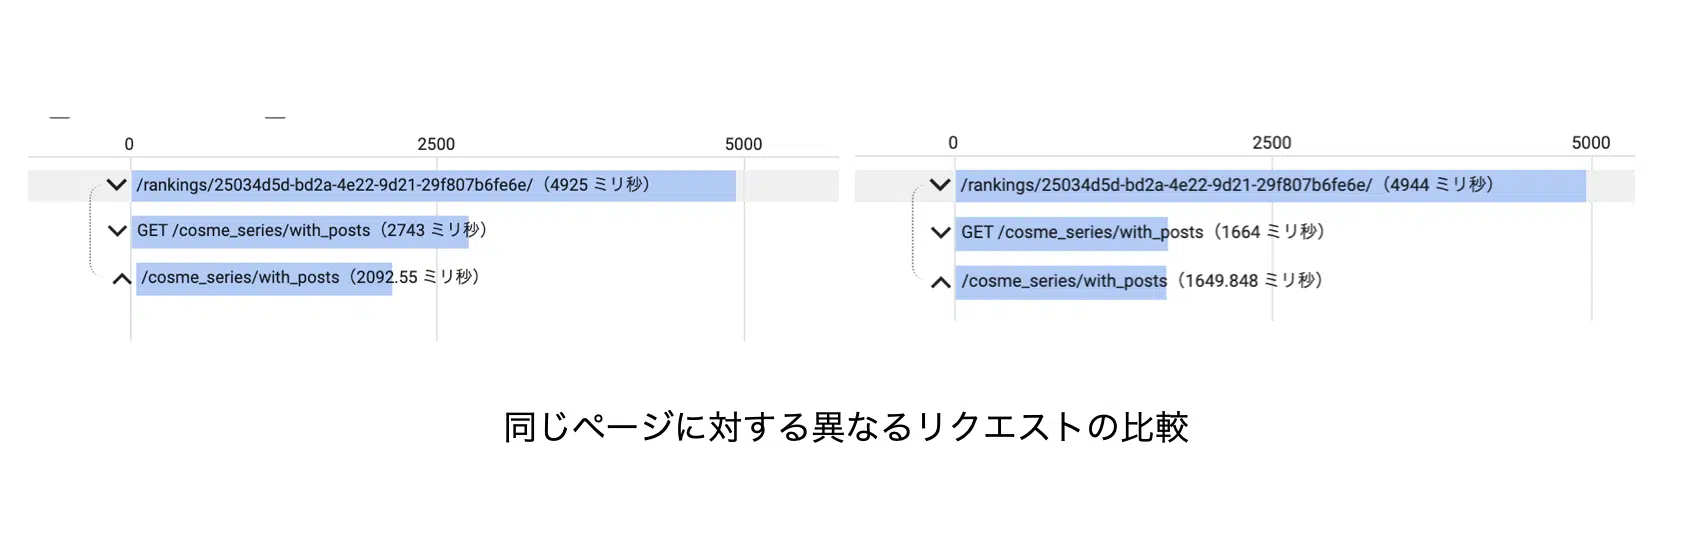 0 2500 5000
/rankings/25034d5d-bd2a-4e22-9d21-29f807b6fe6e/（4925 ミリ秒）
GET /cosme_series/with_posts（2743 ミリ秒）
/cosme_series/with_posts（2092.55 ミリ秒）
0 2500 5000
/rankings/25034d5d-bd2a-4e22-9d21-29f807b6fe6e/（4944 ミリ秒）
GET /cosme_series/with_posts（1664 ミリ秒）
/cosme_series/with_posts（1649.848 ミリ秒）
同じページに対する異なるリクエストの比較